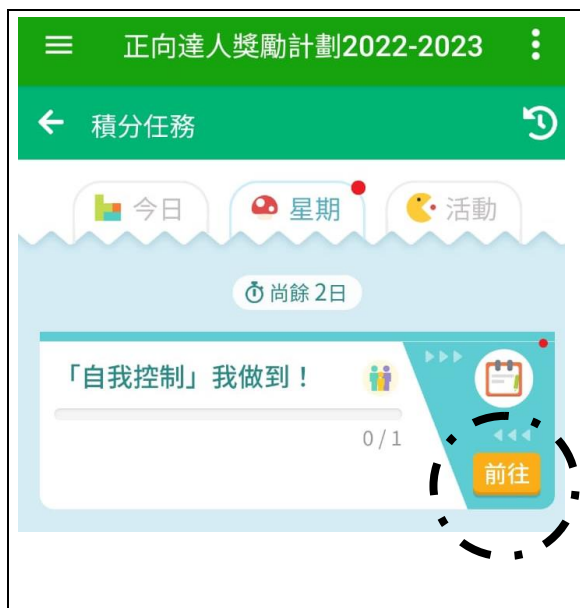 正向達人獎勵計劃2022-2023
積分任務
今日 星期 活動
尚餘 2日
「自我控制」我做到！
0 / 1
前往